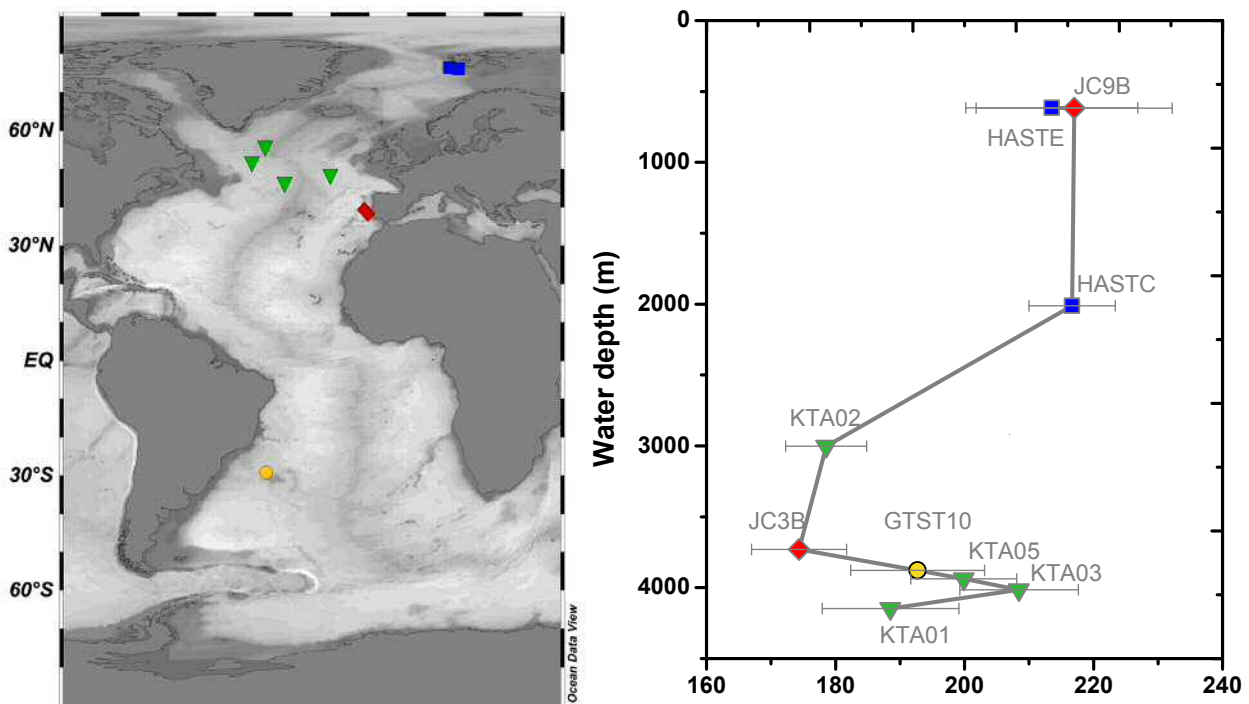 60°N
30°N
EQ
30°S
60°S
Ocean Data View
Water depth (m)
0
1000
2000
3000
4000
JC9B
HASTE
HASTC
KTA02
JC3B
GTST10
KTA05
KTA03
KTA01
160
180
200
220
240